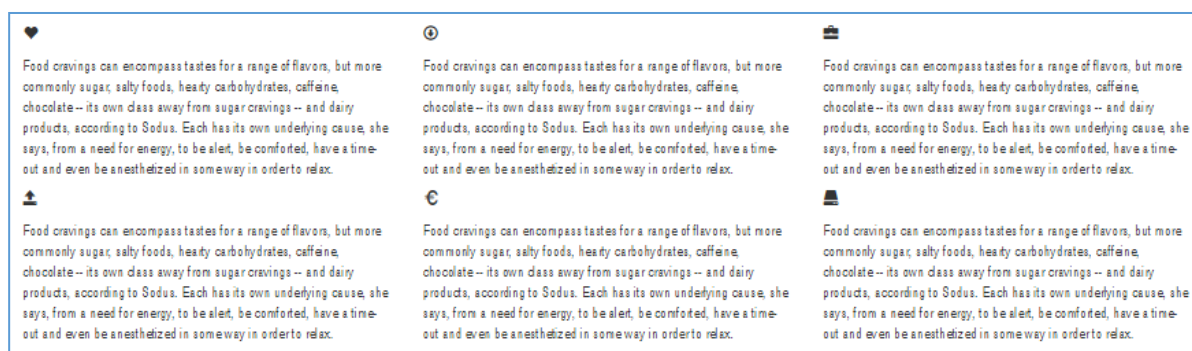 Food cravings can encompass tastes for a range of flavors, but more
commonly sugar, salty foods, hearty carbohydrates, caffeine,
chocolate -- its own class away from sugar cravings -- and dairy
products, according to Sodus. Each has its own underlying cause, she
says, from a need for energy, to be alert, be comforted, have a time-
out and even be anesthetized in some way in order to relax.
Food cravings can encompass tastes for a range of flavors, but more
commonly sugar, salty foods, hearty carbohydrates, caffeine,
chocolate -- its own class away from sugar cravings -- and dairy
products, according to Sodus. Each has its own underlying cause, she
says, from a need for energy, to be alert, be comforted, have a time-
out and even be anesthetized in some way in order to relax.
Food cravings can encompass tastes for a range of flavors, but more
commonly sugar, salty foods, hearty carbohydrates, caffeine,
chocolate -- its own class away from sugar cravings -- and dairy
products, according to Sodus. Each has its own underlying cause, she
says, from a need for energy, to be alert, be comforted, have a time-
out and even be anesthetized in some way in order to relax.
Food cravings can encompass tastes for a range of flavors, but more
commonly sugar, salty foods, hearty carbohydrates, caffeine,
chocolate -- its own class away from sugar cravings -- and dairy
products, according to Sodus. Each has its own underlying cause, she
says, from a need for energy, to be alert, be comforted, have a time-
out and even be anesthetized in some way in order to relax.
€
Food cravings can encompass tastes for a range of flavors, but more
commonly sugar, salty foods, hearty carbohydrates, caffeine,
chocolate -- its own class away from sugar cravings -- and dairy
products, according to Sodus. Each has its own underlying cause, she
says, from a need for energy, to be alert, be comforted, have a time-
out and even be anesthetized in some way in order to relax.
Food cravings can encompass tastes for a range of flavors, but more
commonly sugar, salty foods, hearty carbohydrates, caffeine,
chocolate -- its own class away from sugar cravings -- and dairy
products, according to Sodus. Each has its own underlying cause, she
says, from a need for energy, to be alert, be comforted, have a time-
out and even be anesthetized in some way in order to relax.